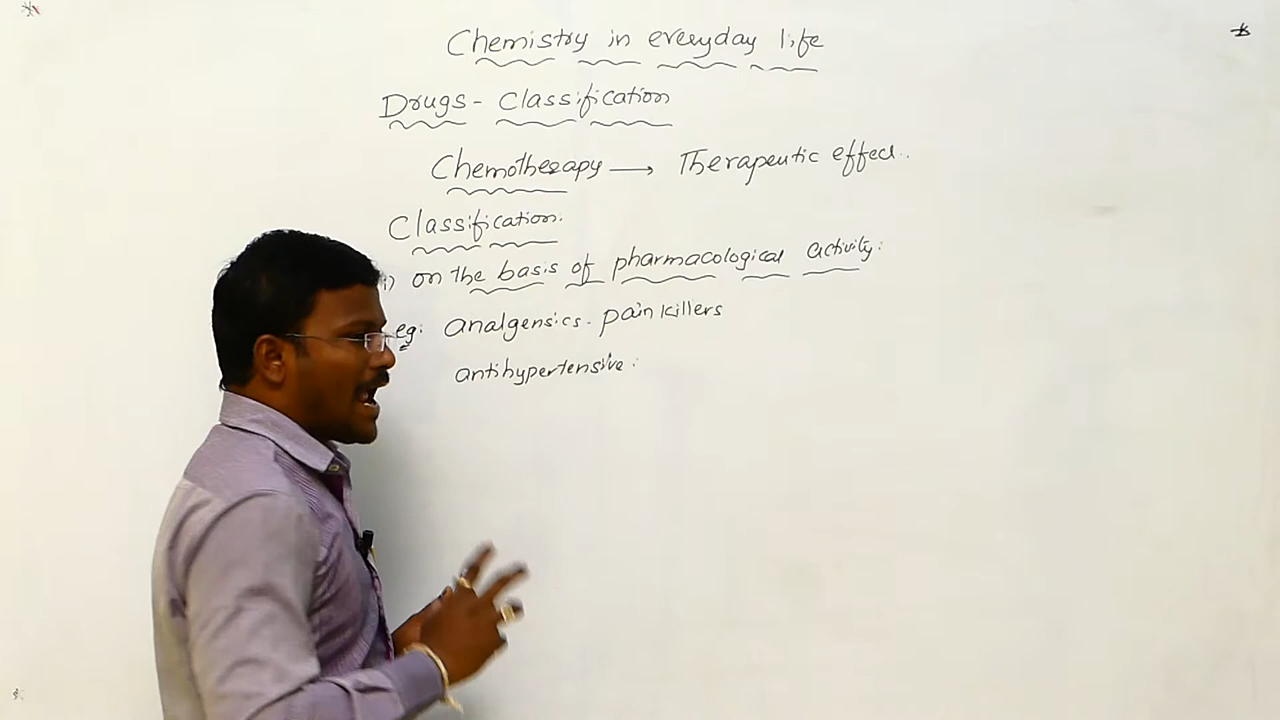 Chemistry in everyday life
Drugs - Classification
Chemotherapy → Therapeutic effect..
Classification.
i) on the basis of pharmacological activity:
eg: analgensics. pain killers
antihypertensive: